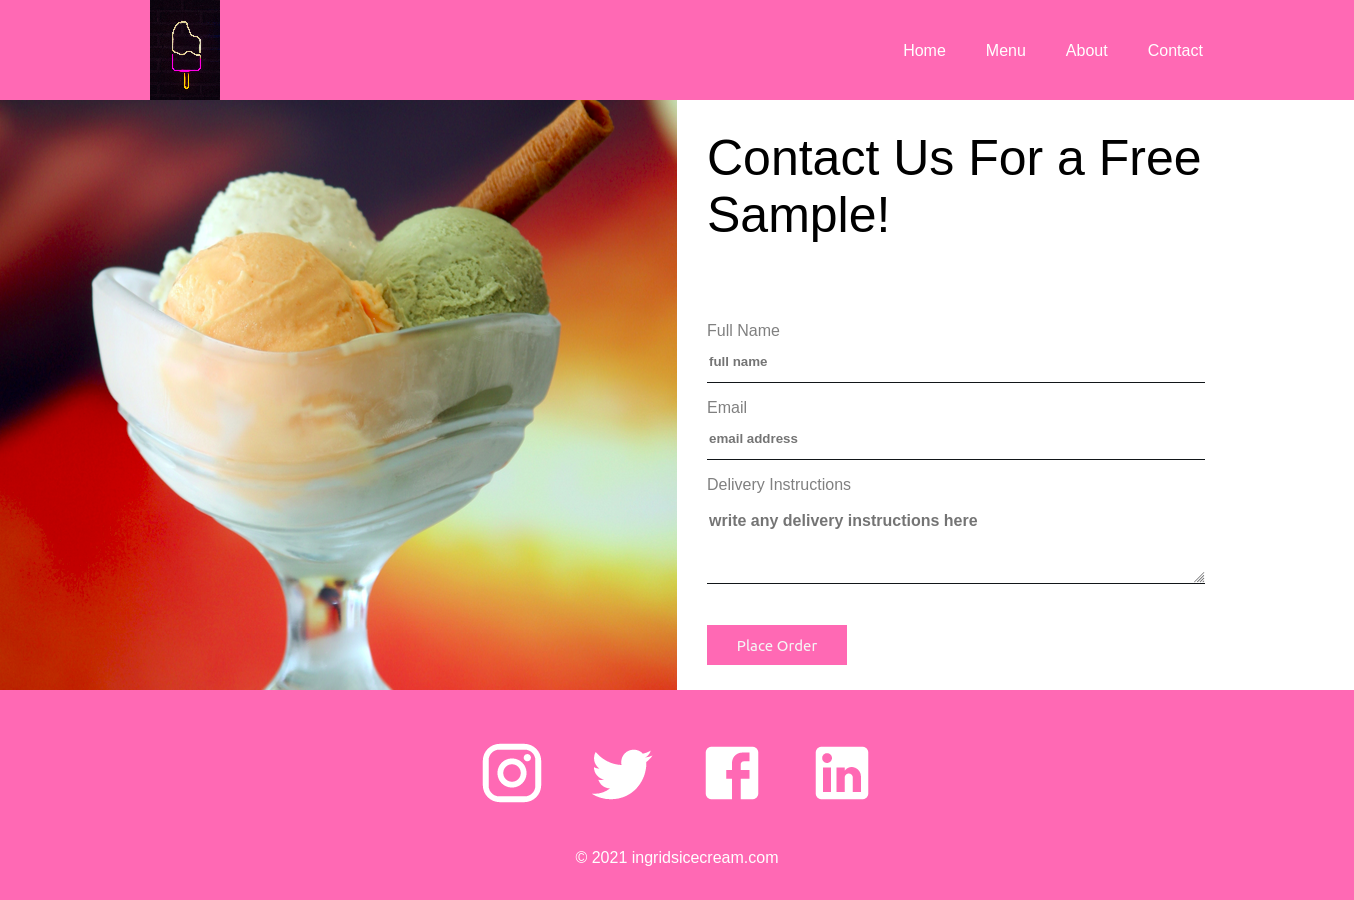 Home
Menu
About
Contact
Contact Us For a Free
Sample!
Full Name
full name
Email
email address
Delivery Instructions
write any delivery instructions here
Place Order
© 2021 ingridsicecream.com